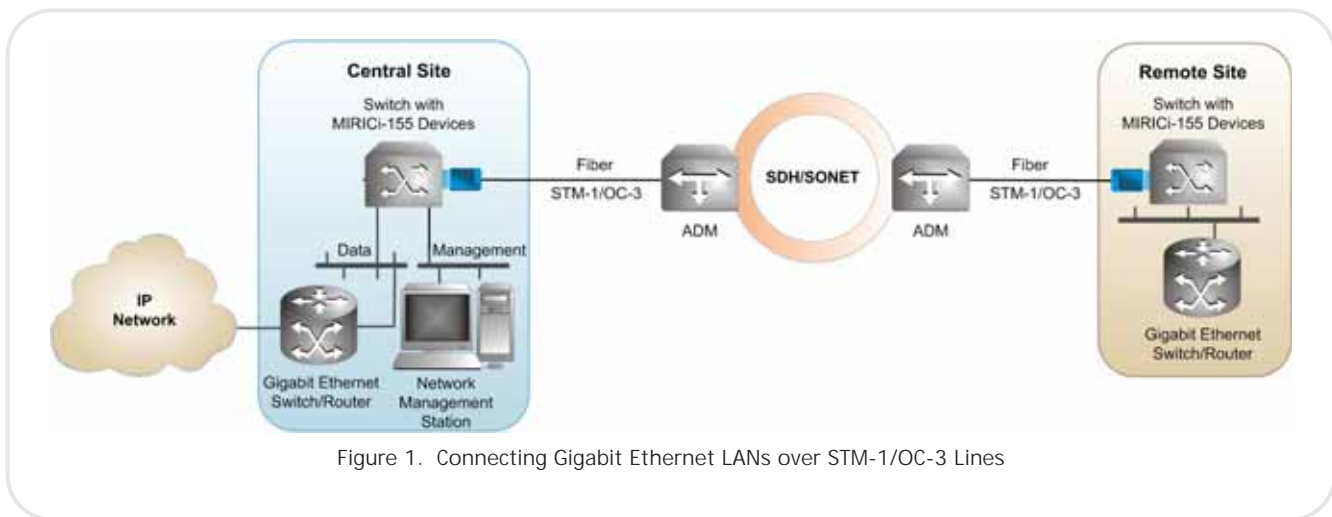 Central Site
Switch with
MIRICi-155 Devices
Fiber
STM-1/OC-3
ADM
SDH/SONET
ADM
Fiber
STM-1/OC-3
Remote Site
Switch with
MIRICi-155 Devices
Data
Management
IP
Network
Gigabit Ethernet
Switch/Router
Network
Management
Station
Gigabit Ethernet
Switch/Router
Figure 1. Connecting Gigabit Ethernet LANs over STM-1/OC-3 Lines